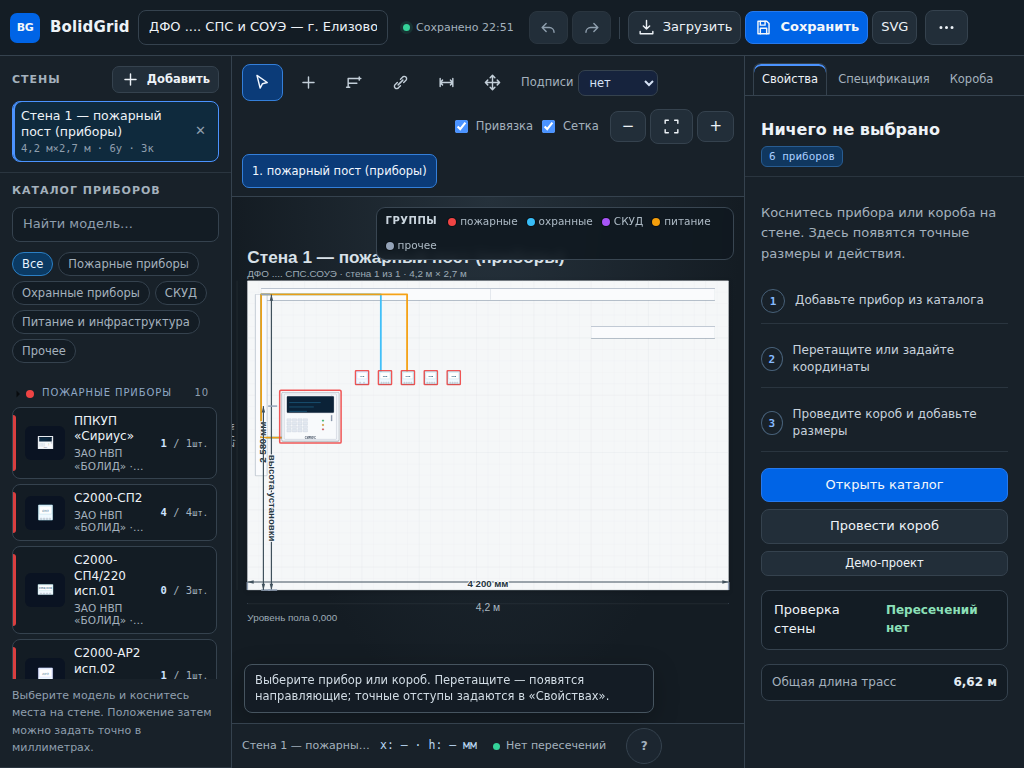 BG BolidGrid
ДФО .... СПС и СОУЭ — г. Елизово
Сохранено 22:51
Загрузить
Сохранить
SVG
СТЕНЫ
Добавить
Стена 1 — пожарный
пост (приборы)
4,2 м×2,7 м · 6у · 3к
КАТАЛОГ ПРИБОРОВ
Найти модель…
Все
Пожарные приборы
Охранные приборы
СКУД
Питание и инфраструктура
Прочее
ПОЖАРНЫЕ ПРИБОРЫ 10
ППКУП
«Сириус»
ЗАО НВП
«БОЛИД» ·…
1 / 1шт.
С2000-СП2
ЗАО НВП
«БОЛИД» ·…
4 / 4шт.
С2000-
СП4/220
исп.01
ЗАО НВП
«БОЛИД» ·…
0 / 3шт.
С2000-АР2
исп.02
1 / 1шт.
Выберите модель и коснитесь
места на стене. Положение затем
можно задать точно в
миллиметрах.
Подписи
нет
Привязка
Сетка
1. пожарный пост (приборы)
ГРУППЫ
пожарные
охранные
СКУД
питание
прочее
Стена 1 — пожарный пост (приборы)
ДФО .... СПС.СОУЭ · стена 1 из 1 · 4,2 м × 2,7 м
2 580 мм
высота установки
4 200 мм
4,2 м
Уровень пола 0,000
Выберите прибор или короб. Перетащите — появятся
направляющие; точные отступы задаются в «Свойствах».
Стена 1 — пожарны…
x: — · h: — мм
Нет пересечений
?
Свойства
Спецификация
Короба
Ничего не выбрано
6 приборов
Коснитесь прибора или короба на
стене. Здесь появятся точные
размеры и действия.
1 Добавьте прибор из каталога
2 Перетащите или задайте
координаты
3 Проведите короб и добавьте
размеры
Открыть каталог
Провести короб
Демо-проект
Проверка
стены
Пересечений
нет
Общая длина трасс
6,62 м